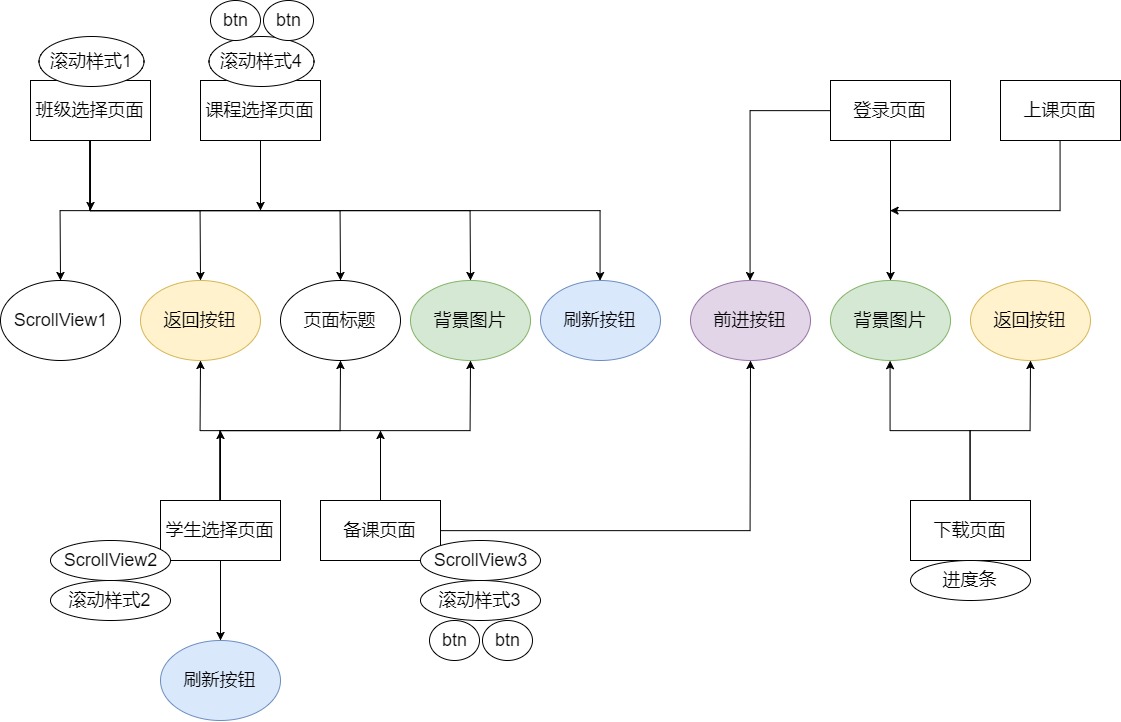 btn
btn
滚动样式1
滚动样式4
班级选择页面
课程选择页面
登录页面
上课页面
ScrollView1
返回按钮
页面标题
背景图片
刷新按钮
前进按钮
背景图片
返回按钮
学生选择页面
备课页面
下载页面
ScrollView2
ScrollView3
进度条
滚动样式2
滚动样式3
btn
btn
刷新按钮